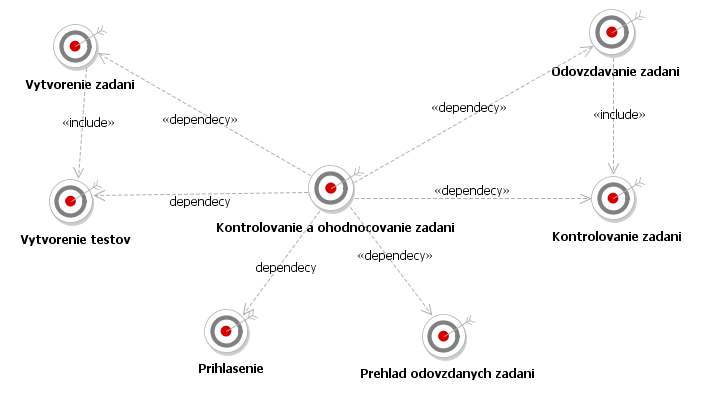 Odovzdavanie zadani
Vytvorenie zadani
«dependecy»
«include»
«dependecy»
«include»
«dependecy»
dependecy
Kontrolovanie a ohodnocovanie zadani
Kontrolovanie zadani
Vytvorenie testov
«dependecy»
dependecy
Prihlasenie
Prehlad odovzdanych zadani